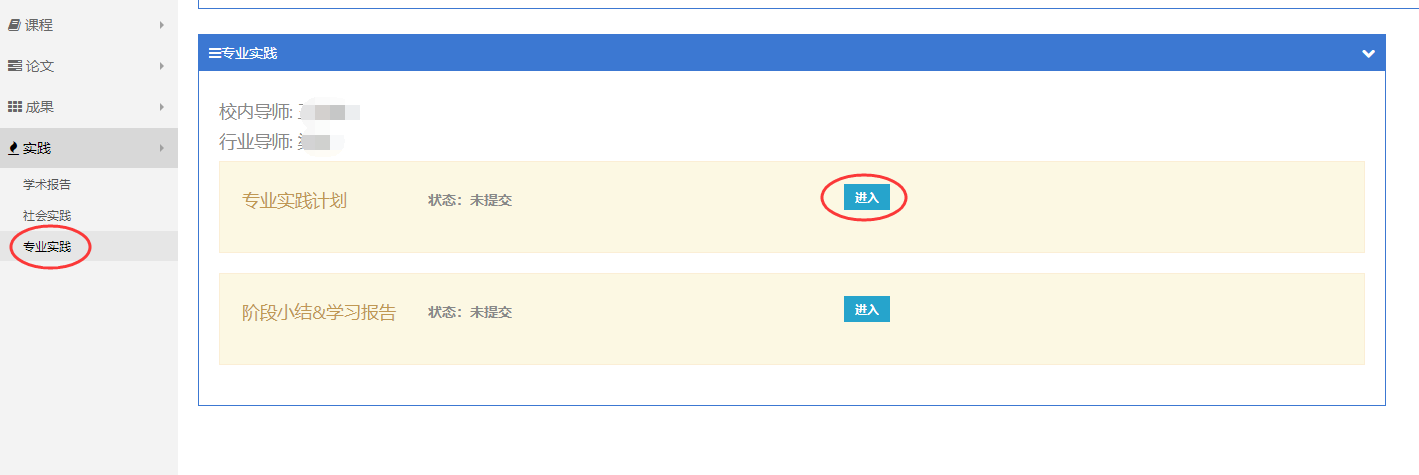 课程
论文
成果
实践
学术报告
社会实践
专业实践
专业实践
校内导师:
行业导师:
专业实践计划 状态：未提交 进入
阶段小结&学习报告 状态：未提交 进入